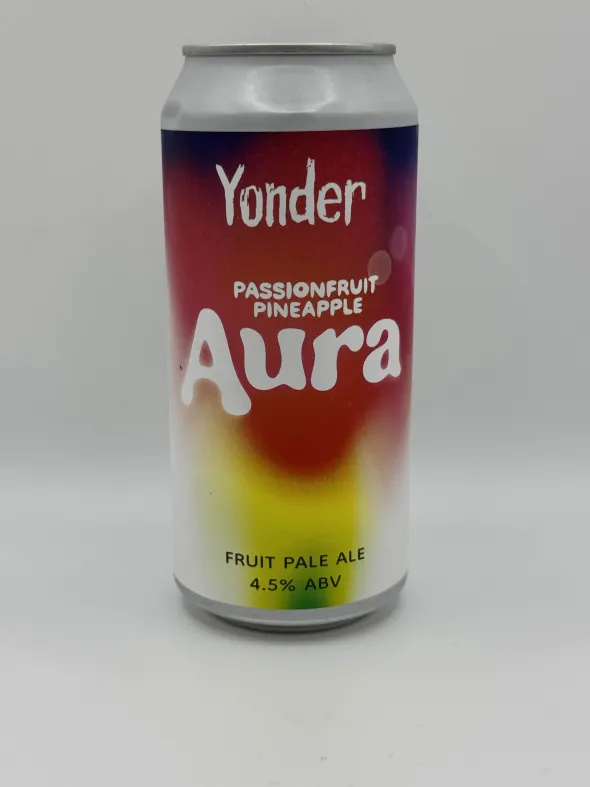 Yonder
PASSIONFRUIT
PINEAPPLE
Aura
FRUIT PALE ALE
4.5% ABV